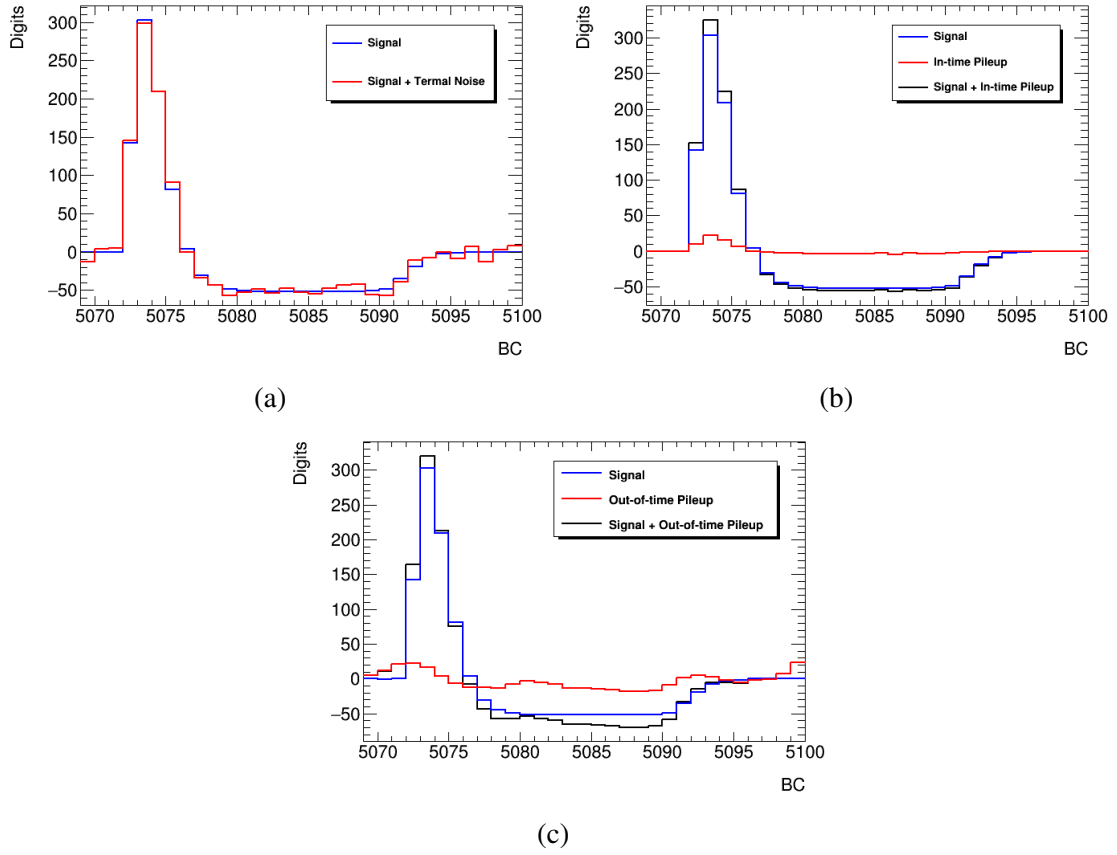 Digits
300
250
200
150
100
50
0
−50
Signal
Signal + Termal Noise
5070 5075 5080 5085 5090 5095 5100
BC
(a)
Digits
300
250
200
150
100
50
0
−50
Signal
In-time Pileup
Signal + In-time Pileup
5070 5075 5080 5085 5090 5095 5100
BC
(b)
Digits
300
250
200
150
100
50
0
−50
Signal
Out-of-time Pileup
Signal + Out-of-time Pileup
5070 5075 5080 5085 5090 5095 5100
BC
(c)